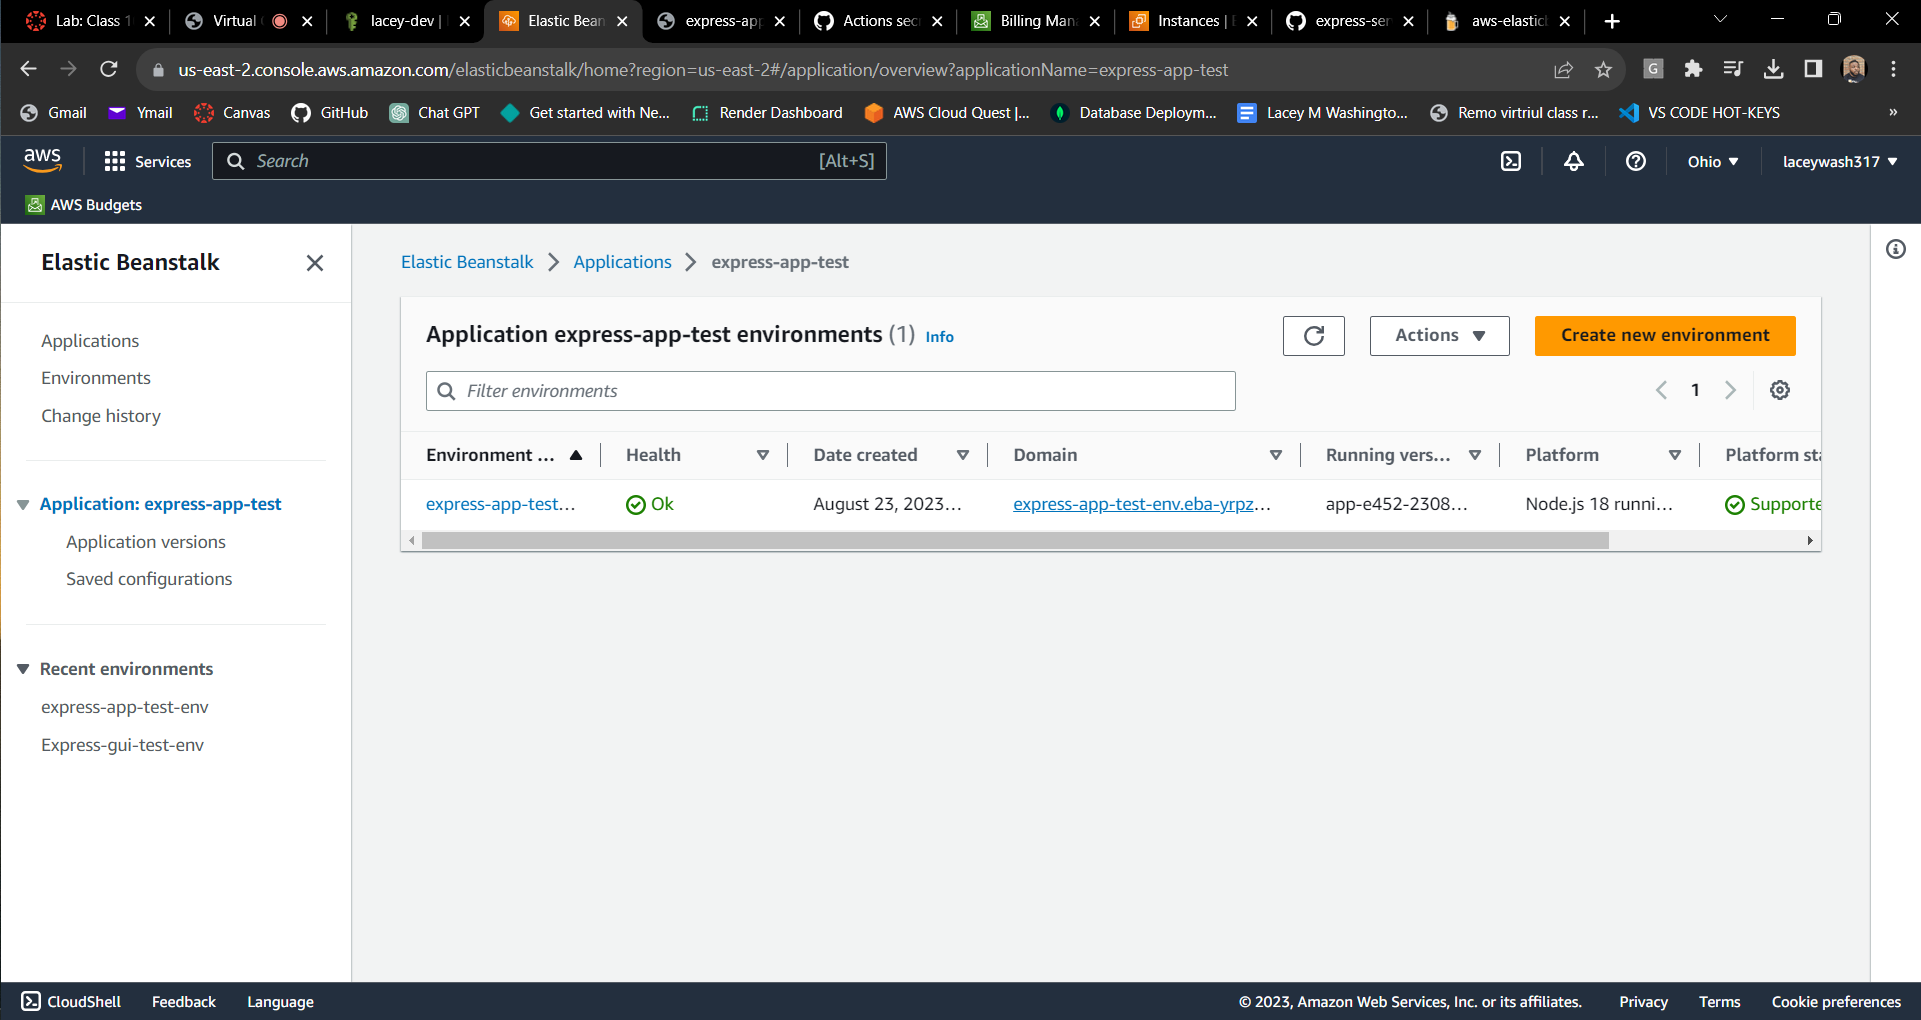 Lab: Class 1
Virtual
lacey-dev |
Elastic Bean
express-app
Actions sec
Billing Mana
Instances |
express-ser
aws-elasticb
us-east-2.console.aws.amazon.com/elasticbeanstalk/home?region=us-east-2#/application/overview?applicationName=express-app-test
G
Gmail
Ymail
Canvas
GitHub
Chat GPT
Get started with Ne...
Render Dashboard
AWS Cloud Quest |...
Database Deploym...
Lacey M Washingto...
Remo virtriul class r...
VS CODE HOT-KEYS
»
aws
Services
Search
[Alt+S]
Ohio
laceywash317
AWS Budgets
Elastic Beanstalk
Applications
Environments
Change history
Application: express-app-test
Application versions
Saved configurations
Recent environments
express-app-test-env
Express-gui-test-env
Elastic Beanstalk
Applications
express-app-test
Application express-app-test environments (1) Info
Actions
Create new environment
Filter environments
1
Environment ...
Health
Date created
Domain
Running vers...
Platform
Platform sta
express-app-test...
Ok
August 23, 2023...
express-app-test-env.eba-yrpz...
app-e452-2308...
Node.js 18 runni...
Supporte
CloudShell
Feedback
Language
© 2023, Amazon Web Services, Inc. or its affiliates.
Privacy
Terms
Cookie preferences